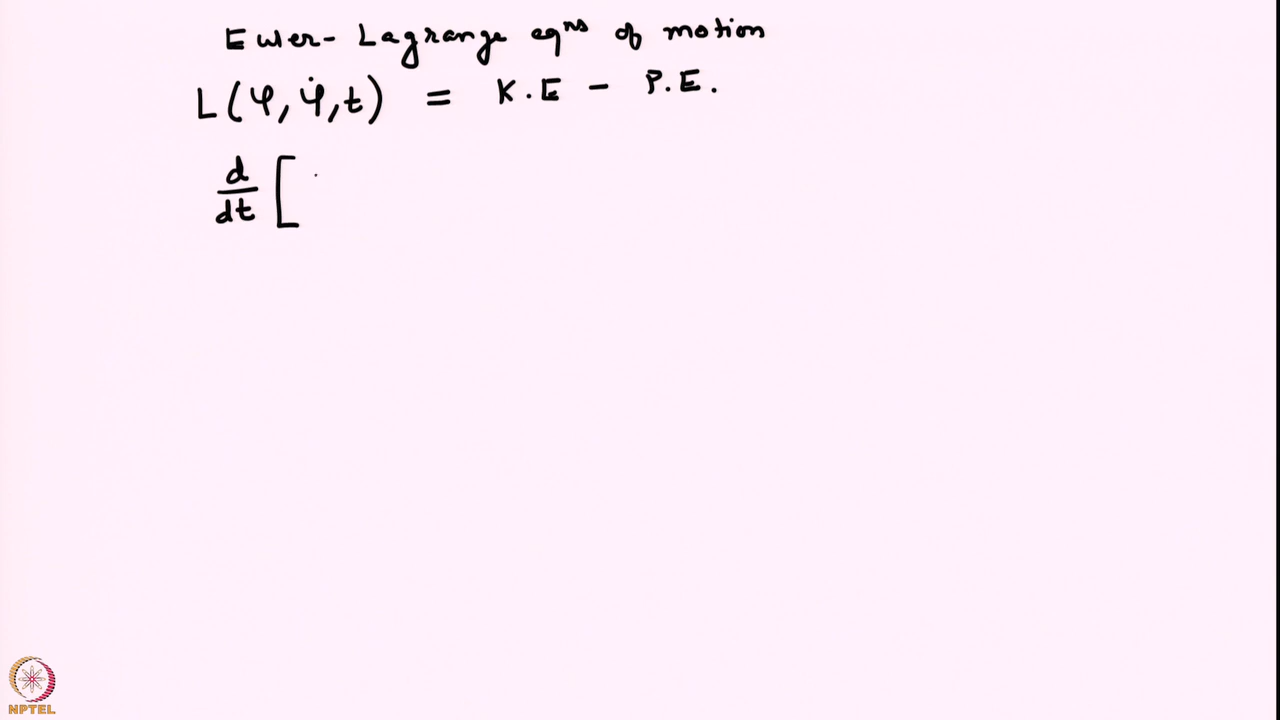 Euler- Lagrange eqⁿˢ of motion
L(φ, φ̇, t) = K.E - P.E.
d/dt [
NPTEL